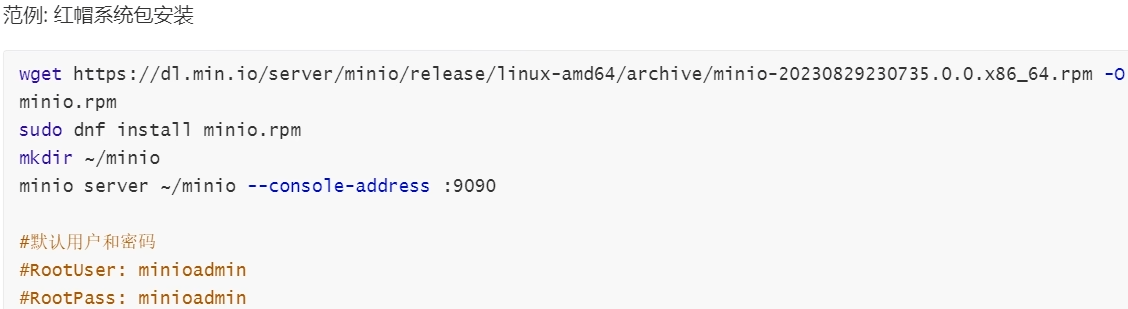 范例: 红帽系统包安装
wget https://dl.min.io/server/minio/release/linux-amd64/archive/minio-20230829230735.0.0.x86_64.rpm -O
minio.rpm
sudo dnf install minio.rpm
mkdir ~/minio
minio server ~/minio --console-address :9090
#默认用户和密码
#RootUser: minioadmin
#RootPass: minioadmin